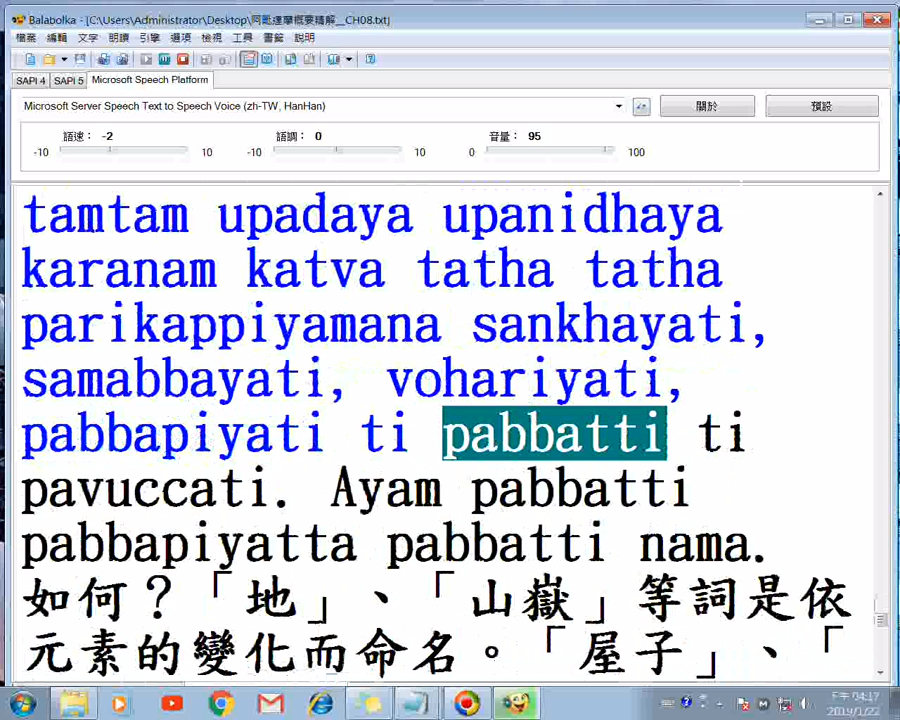 Balabolka - [C:\Users\Administrator\Desktop\阿毗達摩概要精解__CH08.txt]
檔案 編輯 文字 朗讀 引擎 選項 檢視 工具 書籤 說明
SAPI 4 SAPI 5 Microsoft Speech Platform
Microsoft Server Speech Text to Speech Voice (zh-TW, HanHan) 關於 預設
語速: -2 語調: 0 音量: 95
-10 10 -10 10 0 100
tamtam upadaya upanidhaya
karanam katva tatha tatha
parikappiyamana sankhayati,
samabbayati, vohariyati,
pabbapiyati ti pabbatti ti
pavuccati. Ayam pabbatti
pabbapiyatta pabbatti nama.
如何？「地」、「山嶽」等詞是依
元素的變化而命名。「屋子」、「
下午 04:17
2019/1/22